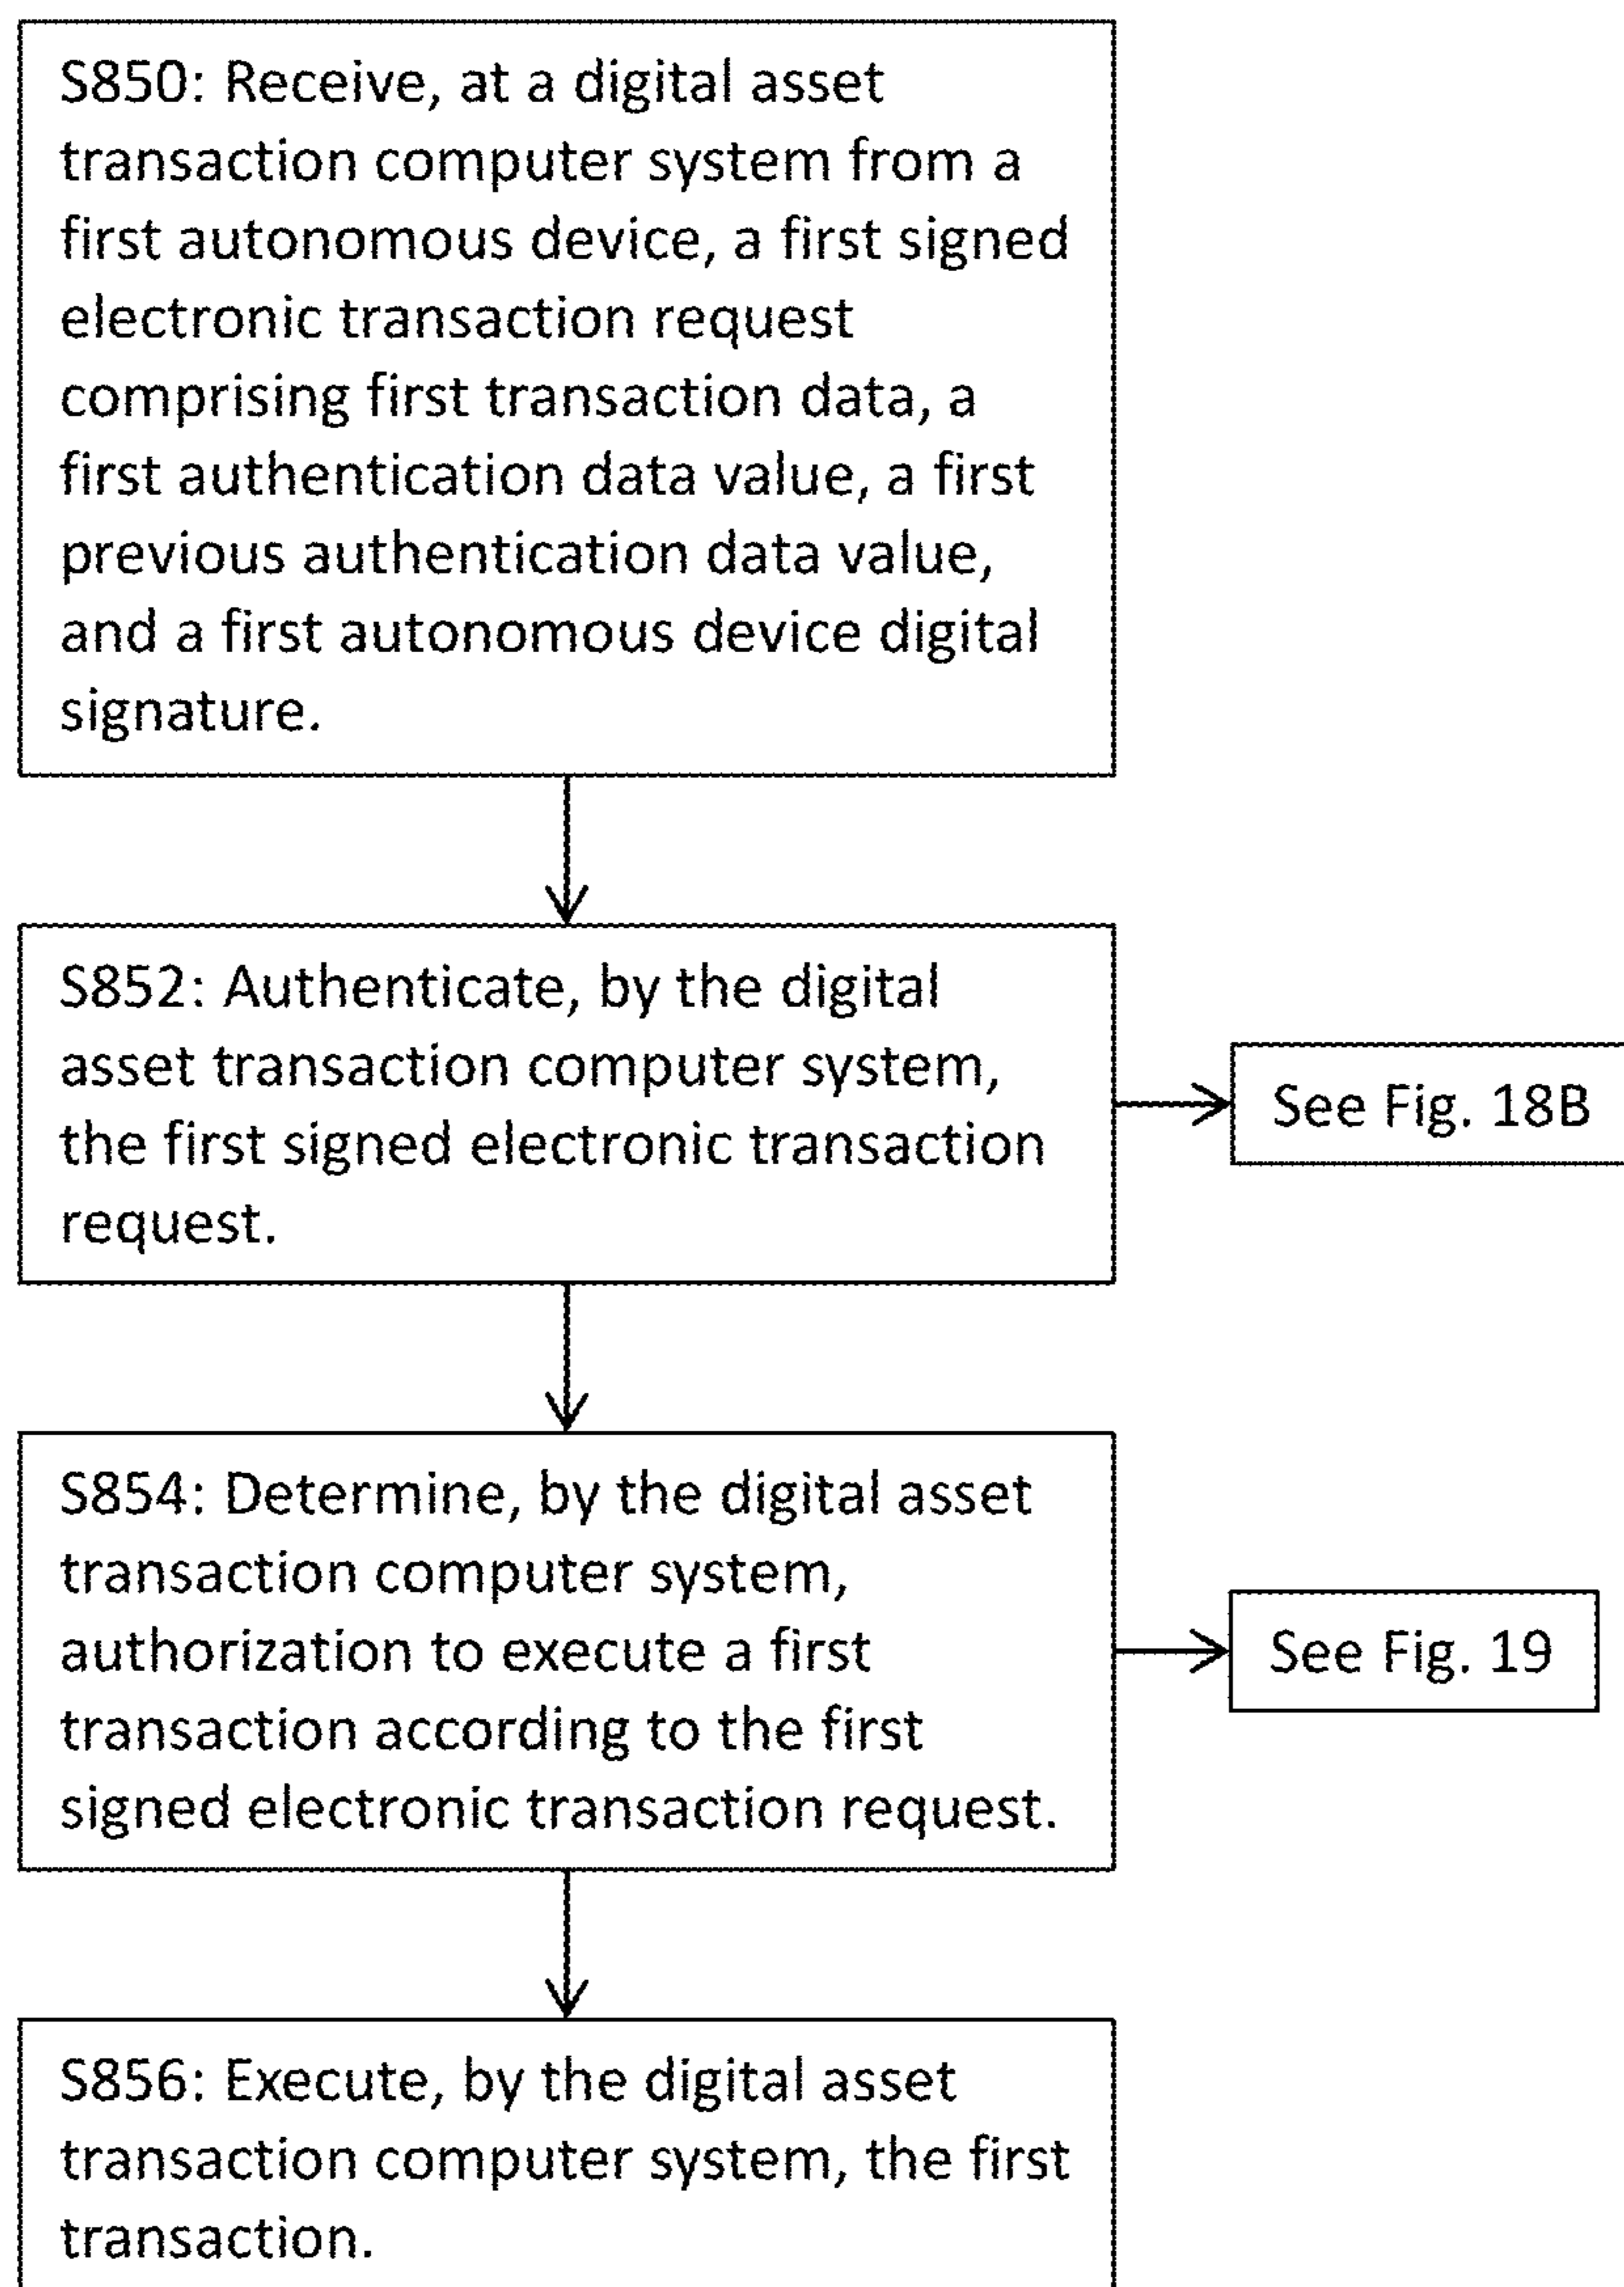 S850: Receive, at a digital asset
transaction computer system from a
first autonomous device, a first signed
electronic transaction request
comprising first transaction data, a
first authentication data value, a first
previous authentication data value,
and a first autonomous device digital
signature.
S852: Authenticate, by the digital
asset transaction computer system,
the first signed electronic transaction
request.
See Fig. 18B
S854: Determine, by the digital asset
transaction computer system,
authorization to execute a first
transaction according to the first
signed electronic transaction request.
See Fig. 19
S856: Execute, by the digital asset
transaction computer system, the first
transaction.